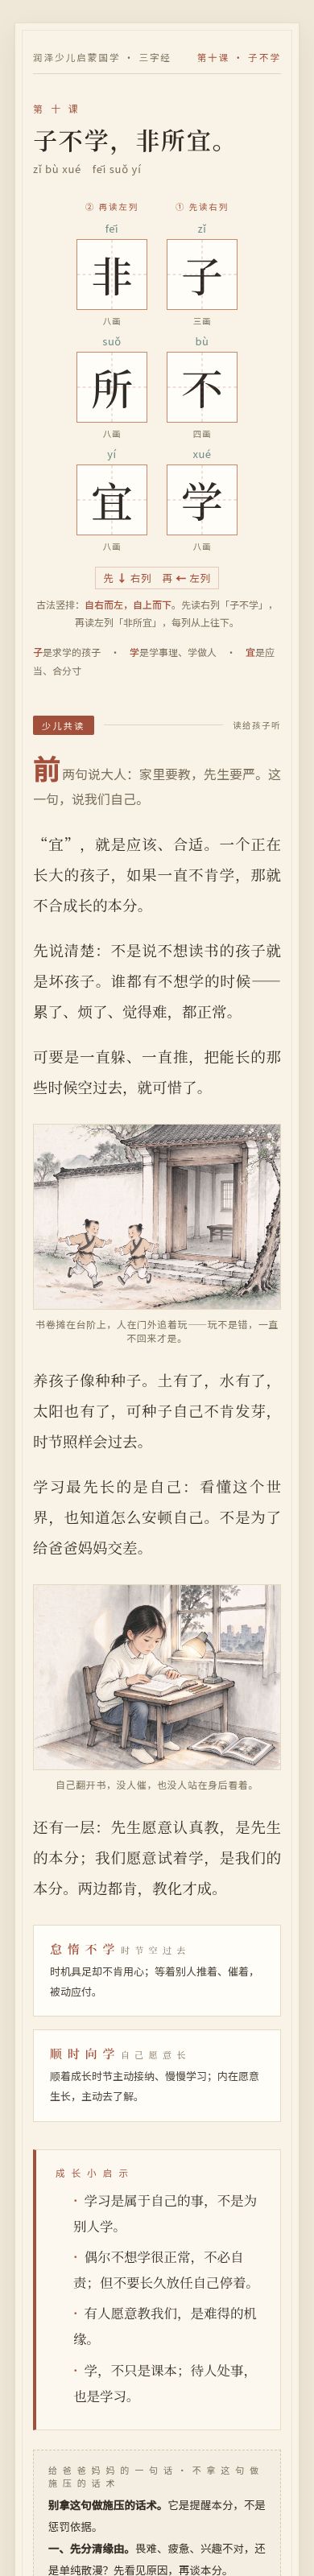 润泽少儿启蒙国学 · 三字经
第十课 · 子不学
第十课
子不学，非所宜。
zǐ bù xué fēi suǒ yí
② 再读左列
① 先读右列
fēi
zǐ
非
子
八画
三画
suǒ
bù
所
不
八画
四画
yí
xué
宜
学
八画
八画
先 ↓ 右列 再 ← 左列
古法竖排：自右而左，自上而下。先读右列「子不学」，
再读左列「非所宜」，每列从上往下。
子是求学的孩子 · 学是学事理、学做人 · 宜是应
当、合分寸
少儿共读
读给孩子听
前两句说大人：家里要教，先生要严。这
一句，说我们自己。
“宜”，就是应该、合适。一个正在
长大的孩子，如果一直不肯学，那就
不合成长的本分。
先说清楚：不是说不想读书的孩子就
是坏孩子。谁都有不想学的时候——
累了、烦了、觉得难，都正常。
可要是一直躲、一直推，把能长的那
些时候空过去，就可惜了。
书卷摊在台阶上，人在门外追着玩——玩不是错，一直
不回来才是。
养孩子像种种子。土有了，水有了，
太阳也有了，可种子自己不肯发芽，
时节照样会过去。
学习最先长的是自己：看懂这个世
界，也知道怎么安顿自己。不是为了
给爸爸妈妈交差。
自己翻开书，没人催，也没人站在身后看着。
还有一层：先生愿意认真教，是先生
的本分；我们愿意试着学，是我们的
本分。两边都肯，教化才成。
怠惰不学 时节空过去
时机具足却不肯用心；等着别人推着、催着，
被动应付。
顺时向学 自己愿意长
顺着成长时节主动接纳、慢慢学习；内在愿意
生长，主动去了解。
成长小启示
· 学习是属于自己的事，不是为
别人学。
· 偶尔不想学很正常，不必自
责；但不要长久放任自己停着。
· 有人愿意教我们，是难得的机
缘。
· 学，不只是课本；待人处事，
也是学习。
给爸爸妈妈的一句话 · 不拿这句做
施压的话术
别拿这句做施压的话术。它是提醒本分，不是
惩罚依据。
一、先分清缘由。畏难、疲惫、兴趣不对，还
是单纯散漫？先看见原因，再谈本分。